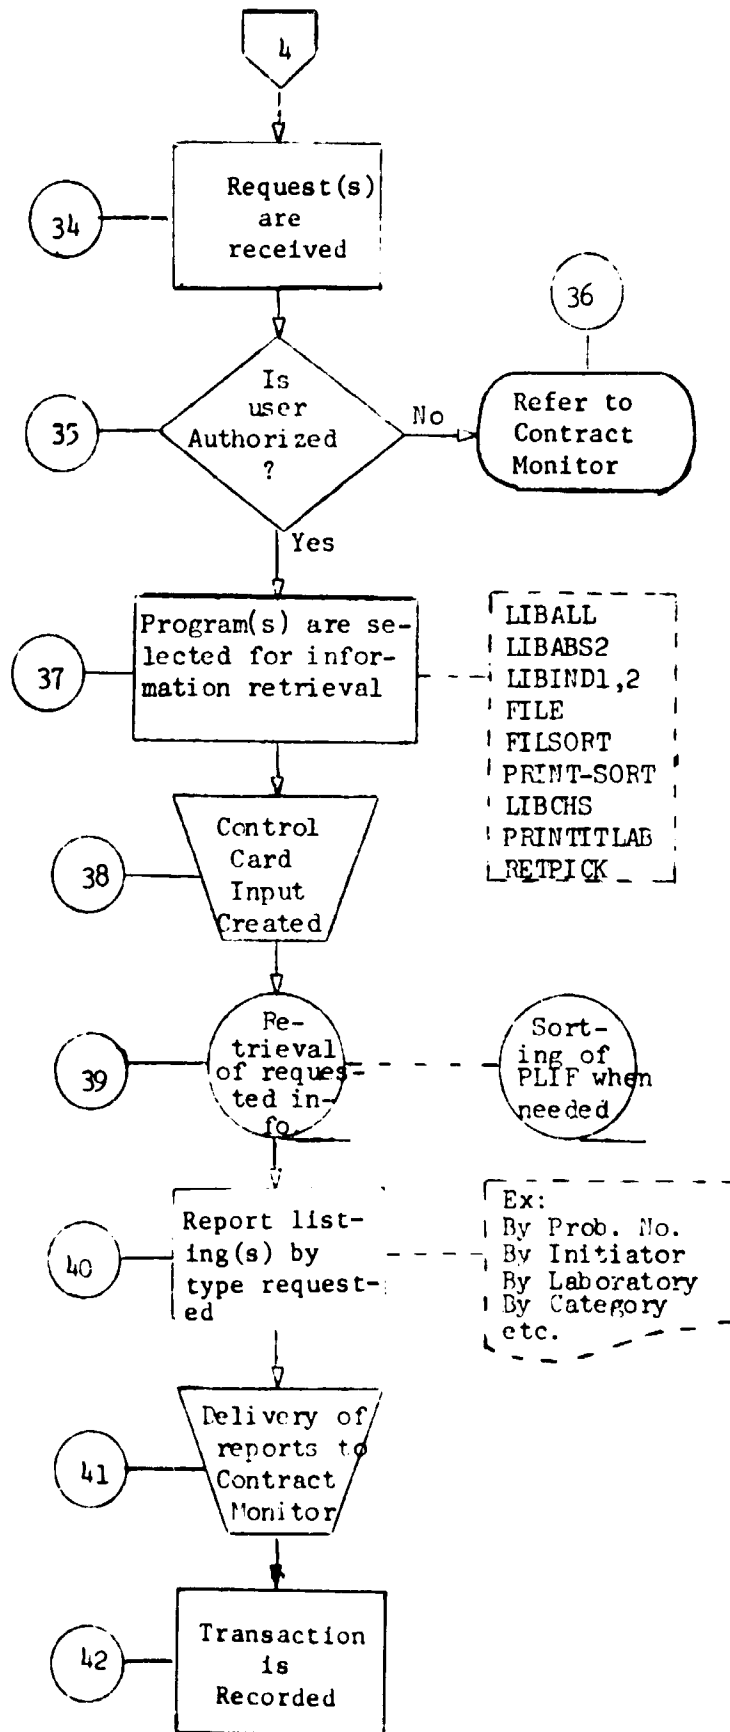 4
34
Request(s)
are
received
35
Is
user
Authorized
?
No
36
Refer to
Contract
Monitor
Yes
37
Program(s) are se-
lected for infor-
mation retrieval
LIBALL
LIBABS2
LIBIND1,2
FILE
FILSORT
PRINT-SORT
LIBCHS
PRINTITLAB
RETPICK
38
Control
Card
Input
Created
39
Re-
trieval
of reques-
ted in-
fo
Sort-
ing of
PLIF when
needed
40
Report list-
ing(s) by
type request-
ed
Ex:
By Prob. No.
By Initiator
By Laboratory
By Category
etc.
41
Delivery of
reports to
Contract
Monitor
42
Transaction
is
Recorded